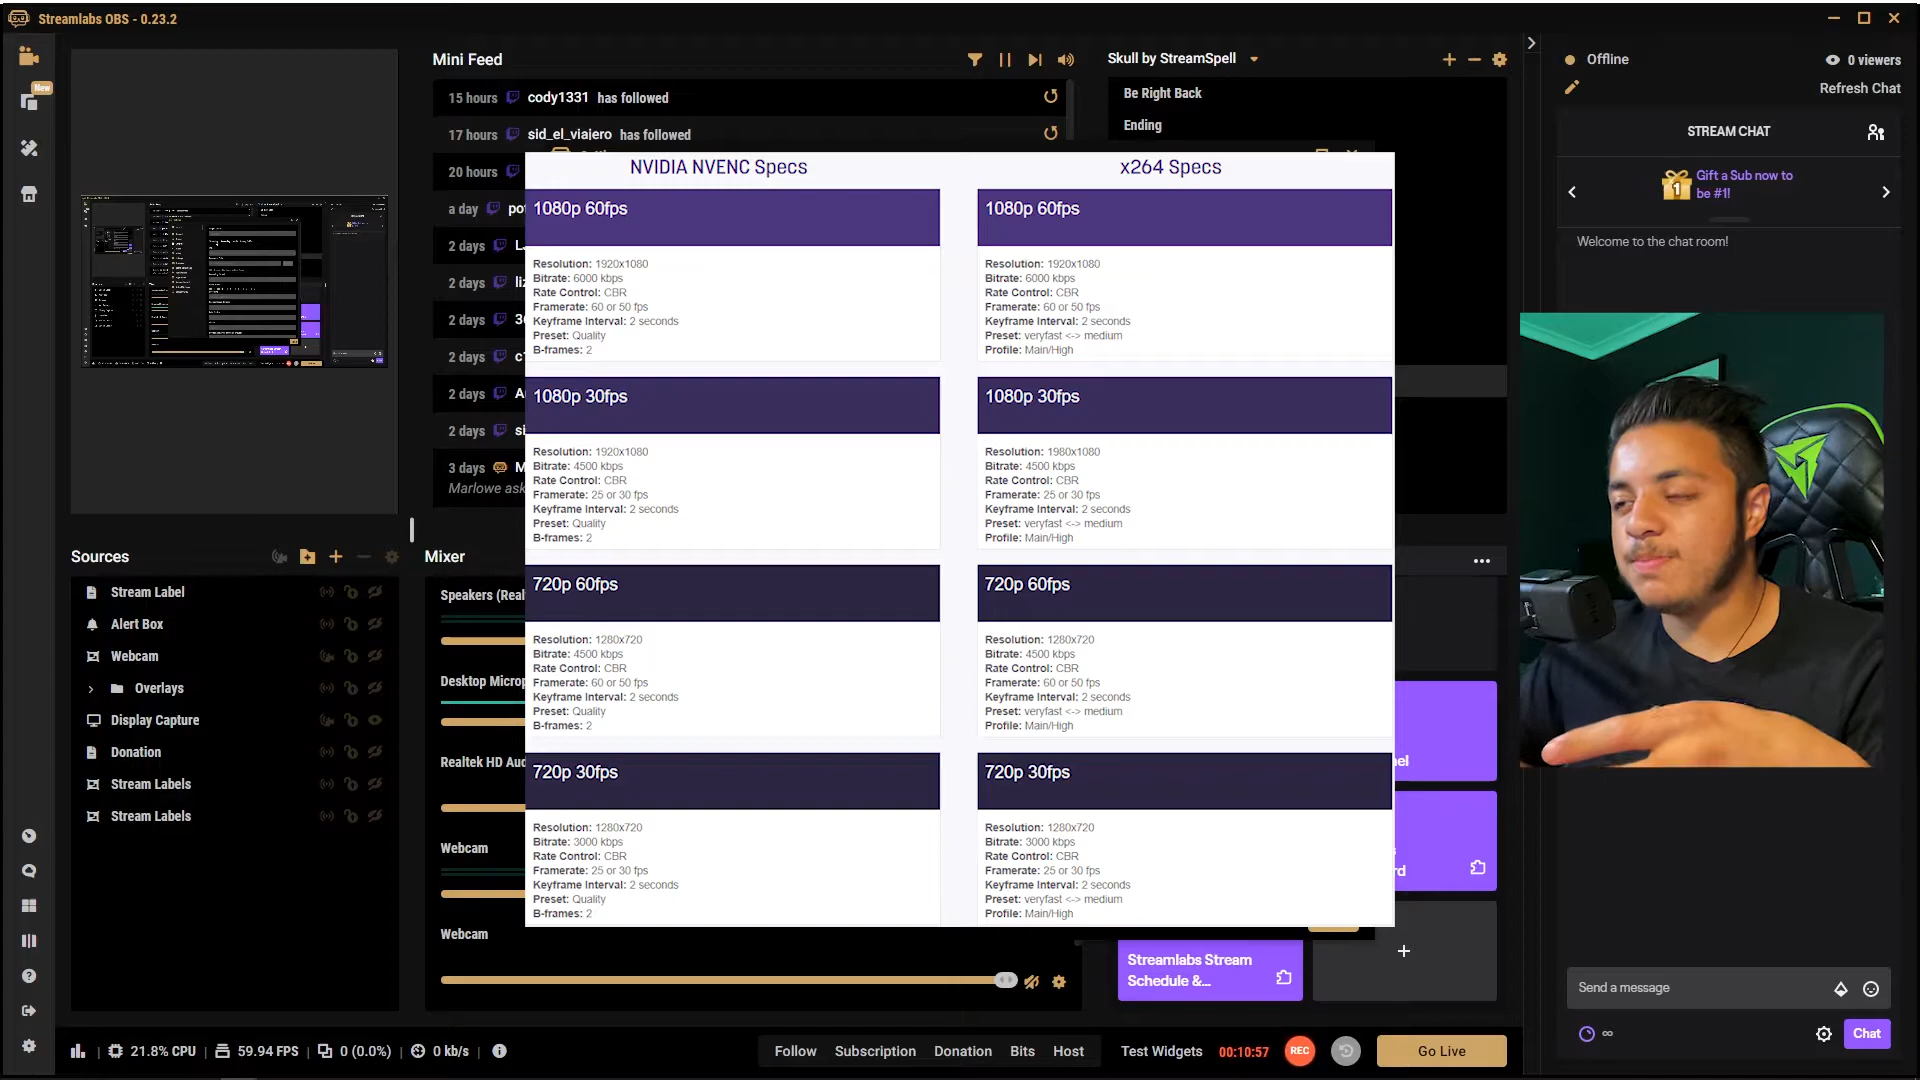 Streamlabs OBS - 0.23.2
New
Mini Feed
15 hours cody1331 has followed
17 hours sid_el_viajero has followed
20 hours
a day
2 days
2 days
2 days
2 days
2 days
2 days
3 days
Marlowe ask
Skull by StreamSpell
Be Right Back
Ending
NVIDIA NVENC Specs
1080p 60fps
Resolution: 1920x1080
Bitrate: 6000 kbps
Rate Control: CBR
Framerate: 60 or 50 fps
Keyframe Interval: 2 seconds
Preset: Quality
B-frames: 2
1080p 30fps
Resolution: 1920x1080
Bitrate: 4500 kbps
Rate Control: CBR
Framerate: 25 or 30 fps
Keyframe Interval: 2 seconds
Preset: Quality
B-frames: 2
720p 60fps
Resolution: 1280x720
Bitrate: 4500 kbps
Rate Control: CBR
Framerate: 60 or 50 fps
Keyframe Interval: 2 seconds
Preset: Quality
B-frames: 2
720p 30fps
Resolution: 1280x720
Bitrate: 3000 kbps
Rate Control: CBR
Framerate: 25 or 30 fps
Keyframe Interval: 2 seconds
Preset: Quality
B-frames: 2
x264 Specs
1080p 60fps
Resolution: 1920x1080
Bitrate: 6000 kbps
Rate Control: CBR
Framerate: 60 or 50 fps
Keyframe Interval: 2 seconds
Preset: veryfast <-> medium
Profile: Main/High
1080p 30fps
Resolution: 1980x1080
Bitrate: 4500 kbps
Rate Control: CBR
Framerate: 25 or 30 fps
Keyframe Interval: 2 seconds
Preset: veryfast <-> medium
Profile: Main/High
720p 60fps
Resolution: 1280x720
Bitrate: 4500 kbps
Rate Control: CBR
Framerate: 60 or 50 fps
Keyframe Interval: 2 seconds
Preset: veryfast <-> medium
Profile: Main/High
720p 30fps
Resolution: 1280x720
Bitrate: 3000 kbps
Rate Control: CBR
Framerate: 25 or 30 fps
Keyframe Interval: 2 seconds
Preset: veryfast <-> medium
Profile: Main/High
Offline
0 viewers
Refresh Chat
STREAM CHAT
Gift a Sub now to
be #1!
Welcome to the chat room!
Sources
Stream Label
Alert Box
Webcam
Overlays
Display Capture
Donation
Stream Labels
Stream Labels
Mixer
Speakers (Real
Desktop Microp
Realtek HD Aud
Webcam
Webcam
Streamlabs Stream
Schedule &...
Send a message
Chat
21.8% CPU
59.94 FPS
0 (0.0%)
0 kb/s
Follow
Subscription
Donation
Bits
Host
Test Widgets
00:10:57
REC
Go Live